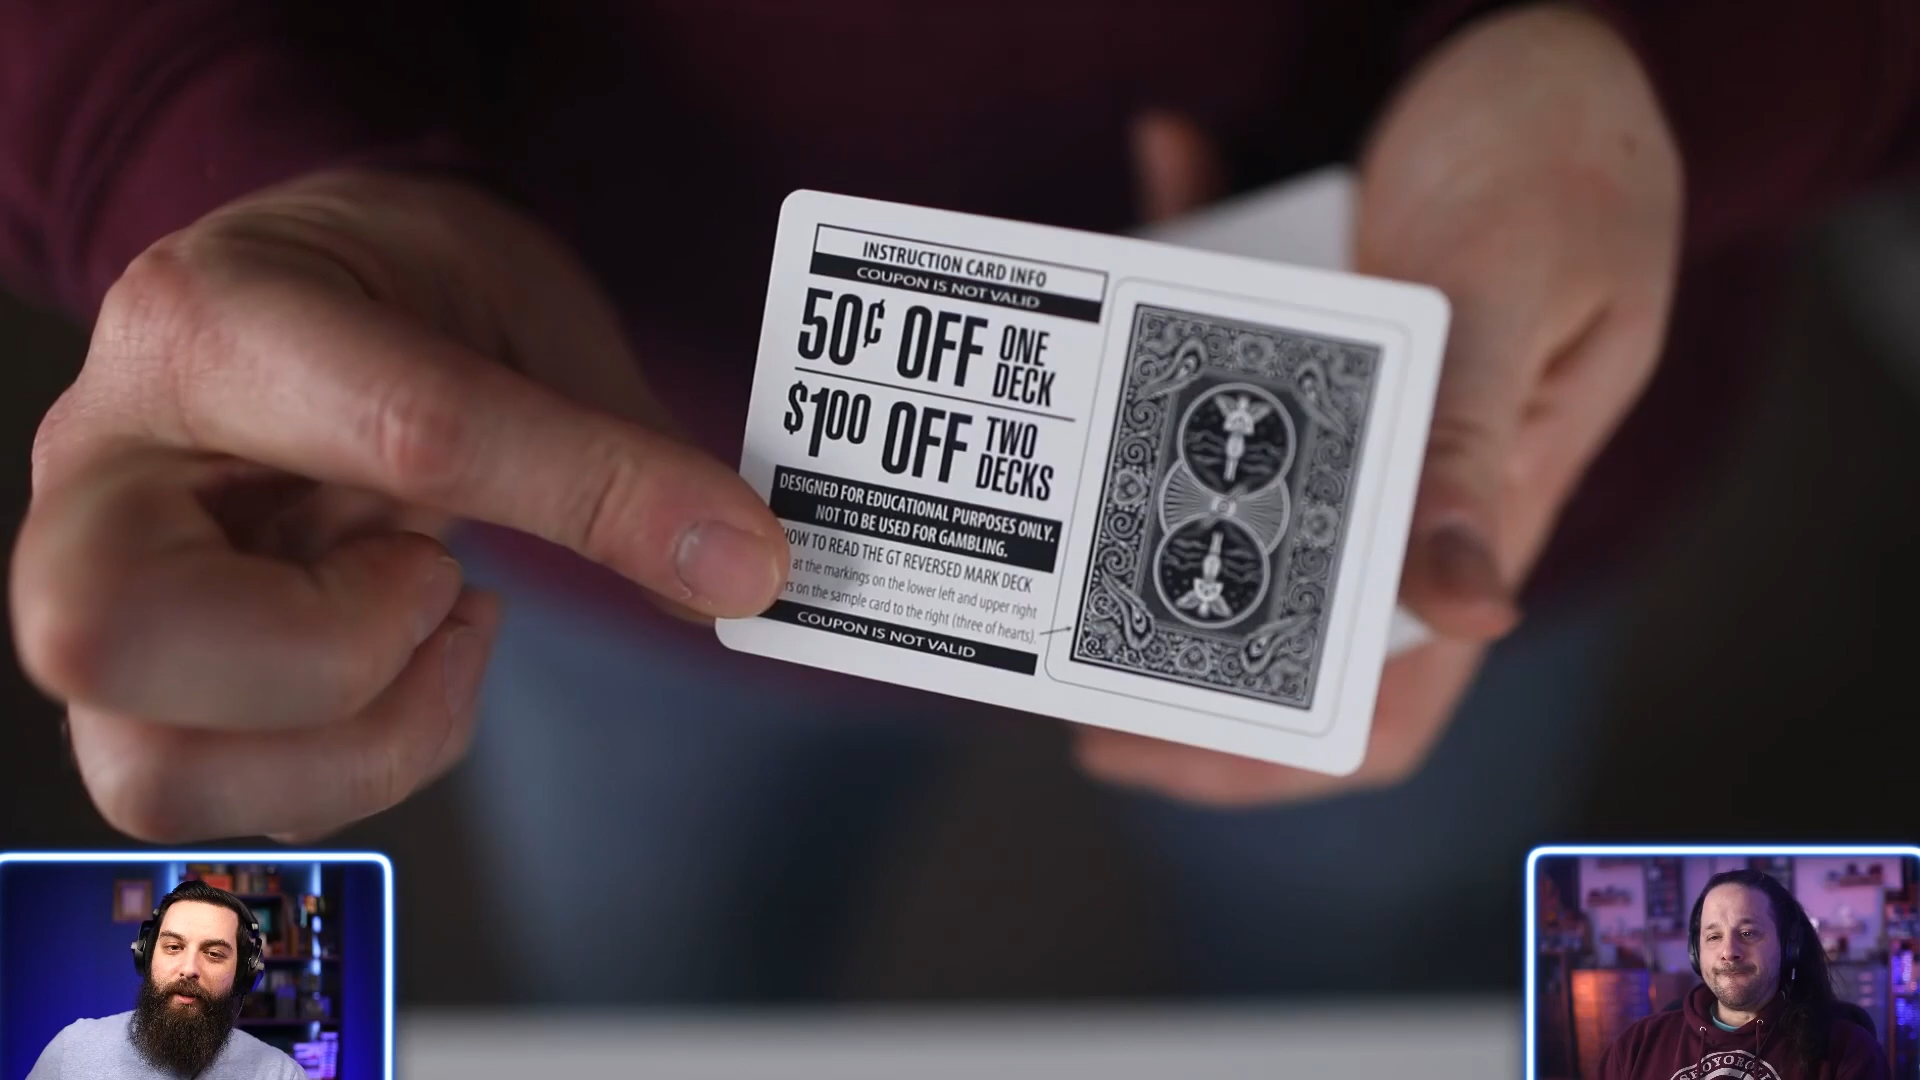 INSTRUCTION CARD INFO
COUPON IS NOT VALID
50¢ OFF ONE DECK
$1.00 OFF TWO DECKS
DESIGNED FOR EDUCATIONAL PURPOSES ONLY.
NOT TO BE USED FOR GAMBLING.
HOW TO READ THE GT REVERSED MARK DECK
at the markings on the lower left and upper right
on the sample card to the right (three of hearts).
COUPON IS NOT VALID